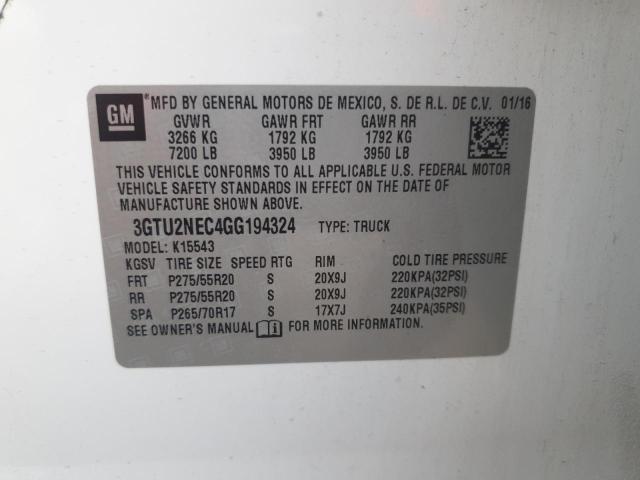 GM ® MFD BY GENERAL MOTORS DE MEXICO, S. DE R.L. DE C.V. 01/16
GVWR GAWR FRT GAWR RR
3266 KG 1792 KG 1792 KG
7200 LB 3950 LB 3950 LB
THIS VEHICLE CONFORMS TO ALL APPLICABLE U.S. FEDERAL MOTOR
VEHICLE SAFETY STANDARDS IN EFFECT ON THE DATE OF
MANUFACTURE SHOWN ABOVE.
3GTU2NEC4GG194324 TYPE: TRUCK
MODEL: K15543
KGSV TIRE SIZE SPEED RTG RIM COLD TIRE PRESSURE
FRT P275/55R20 S 20X9J 220KPA(32PSI)
RR P275/55R20 S 20X9J 220KPA(32PSI)
SPA P265/70R17 S 17X7J 240KPA(35PSI)
SEE OWNER'S MANUAL FOR MORE INFORMATION.